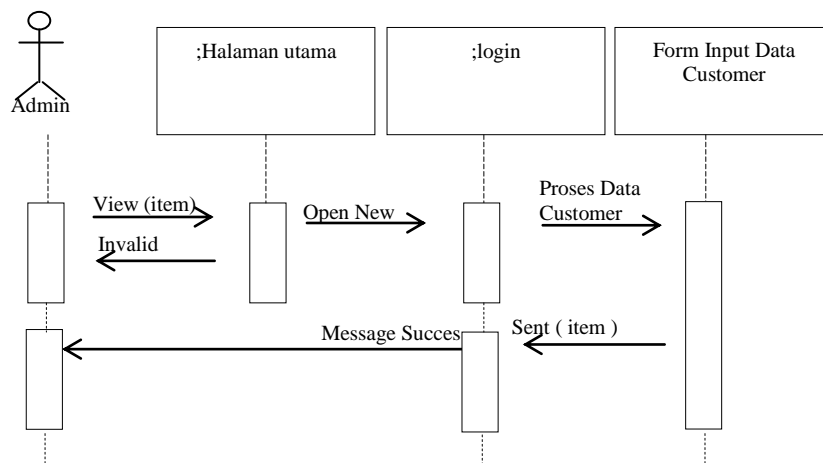 ;Halaman utama
;login
Form Input Data
Customer
Admin
View (item)
Open New
Proses Data
Customer
Invalid
Message Succes
Sent ( item )